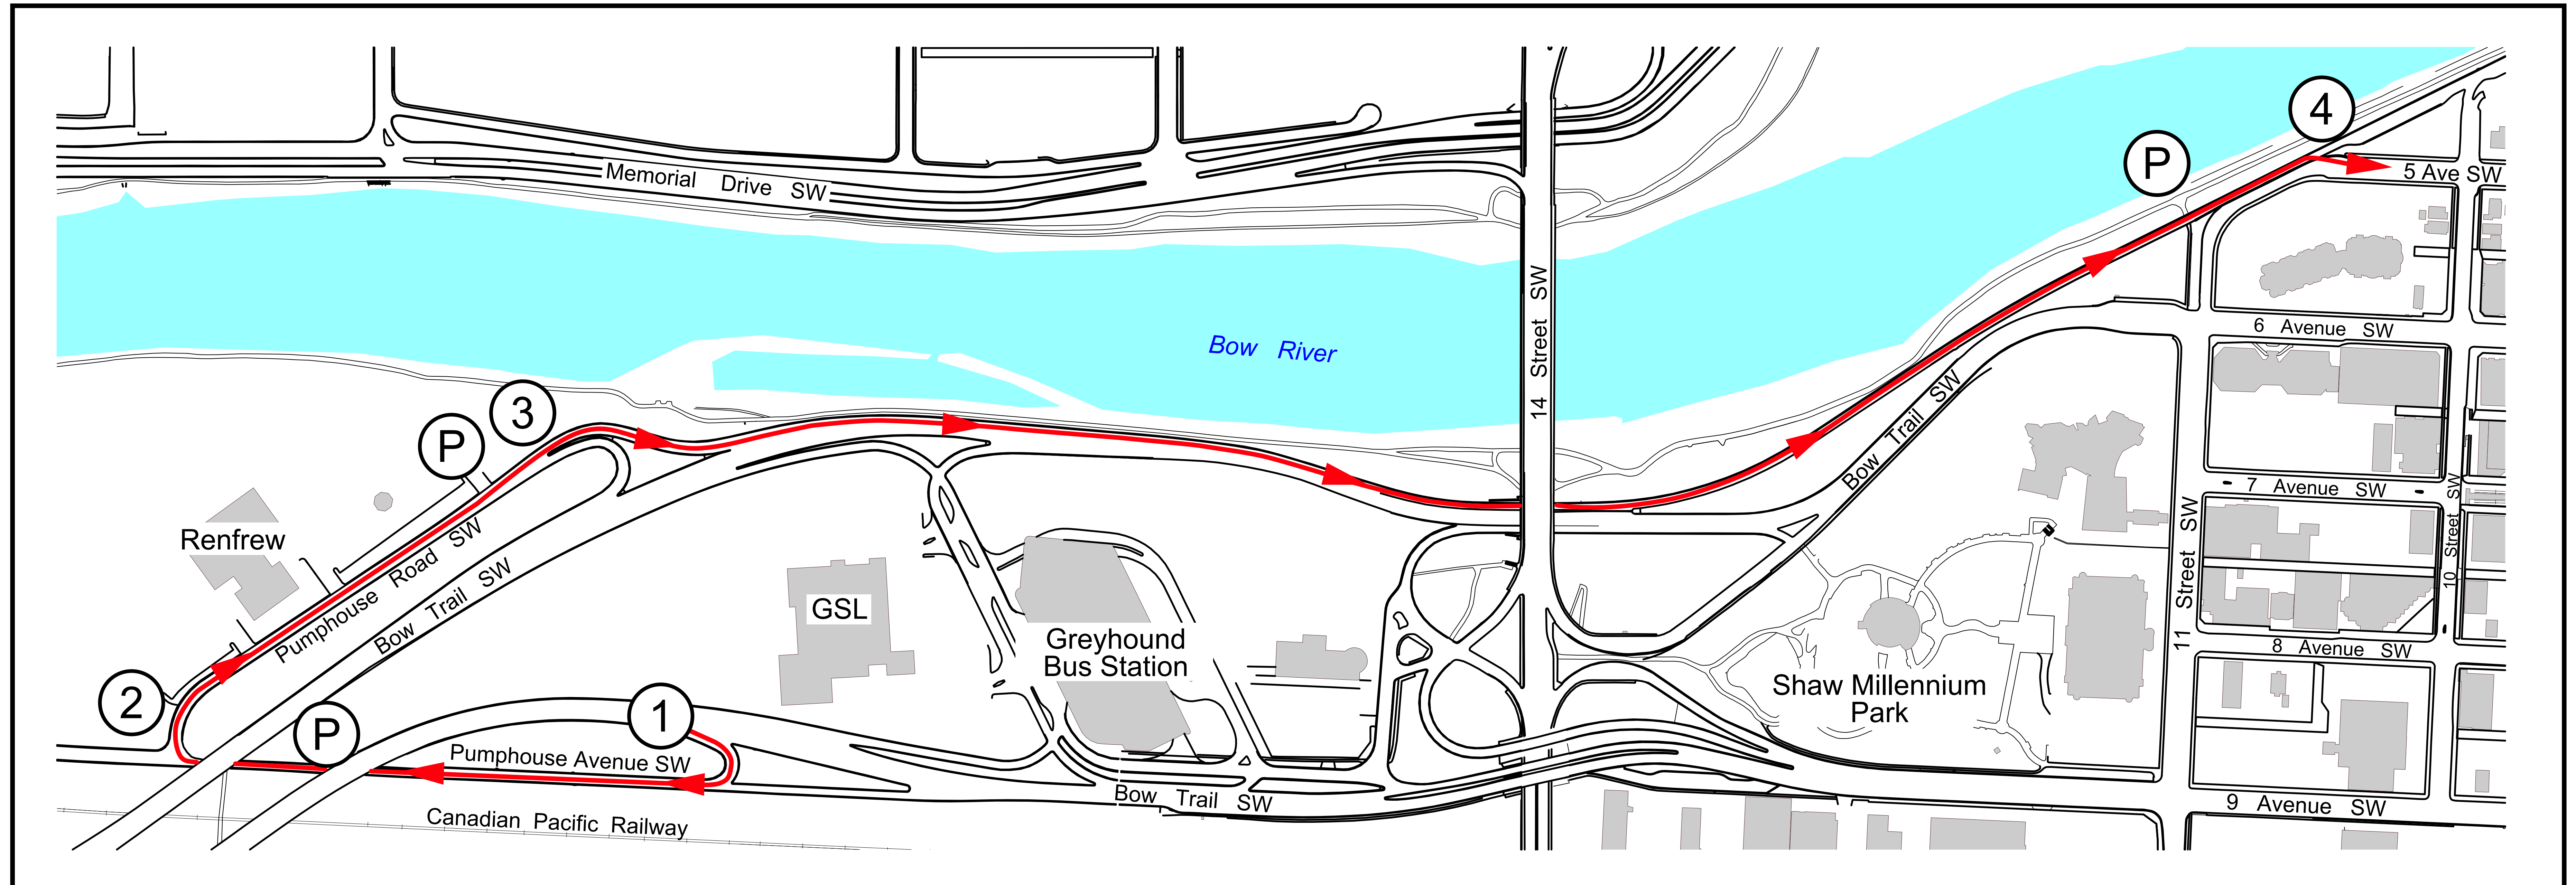 4
P
5 Ave SW
Memorial Drive SW
14 Street SW
6 Avenue SW
Bow River
3
P
Bow Trail SW
7 Avenue SW
10 Street SW
Renfrew
Pumphouse Road SW
Bow Trail SW
GSL
Greyhound
Bus Station
11 Street SW
8 Avenue SW
Shaw Millennium
Park
2
P
1
Pumphouse Avenue SW
Bow Trail SW
9 Avenue SW
Canadian Pacific Railway